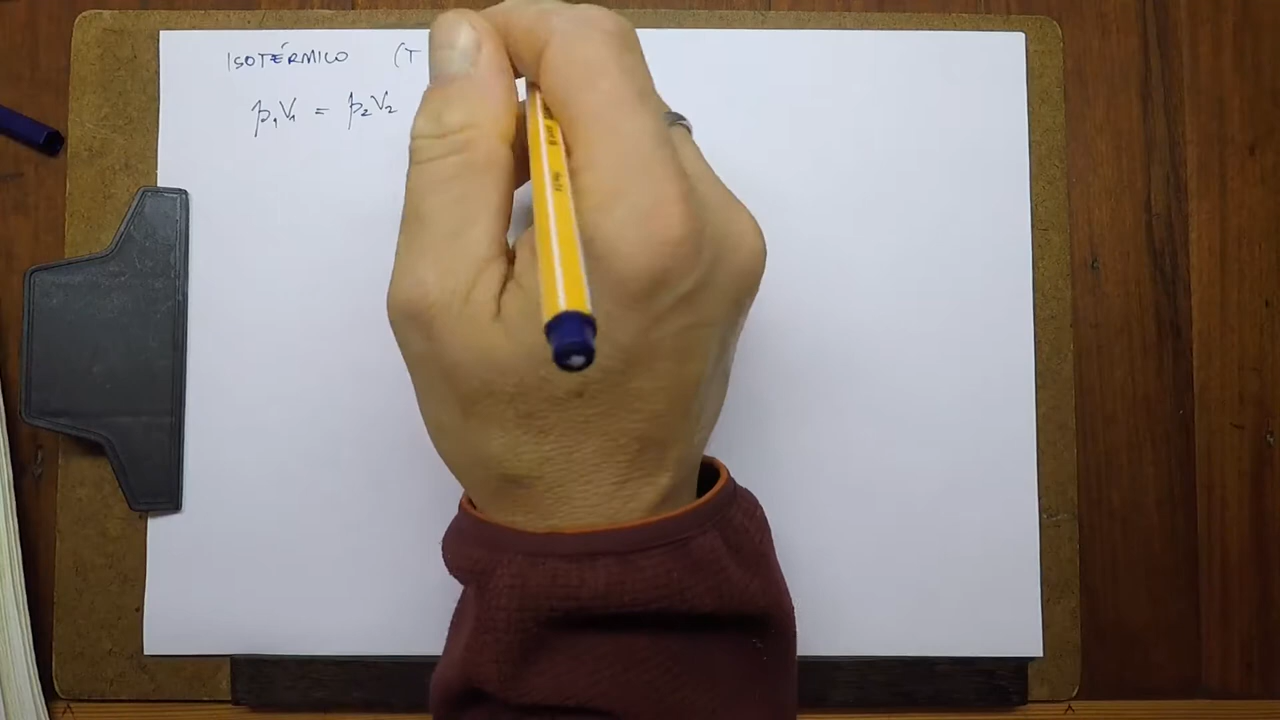 ISOTÉRMICO (T
p₁V₁ = p₂V₂